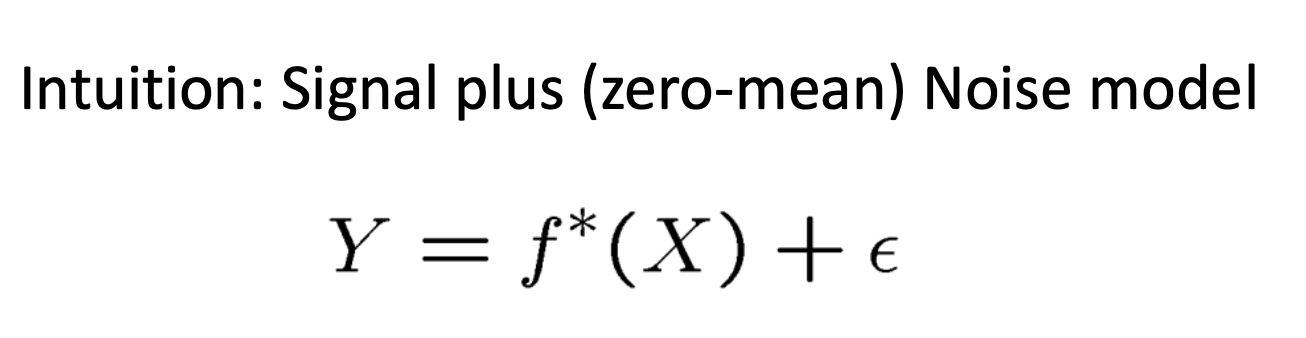 Intuition: Signal plus (zero-mean) Noise model
Y = f*(X) + ϵ